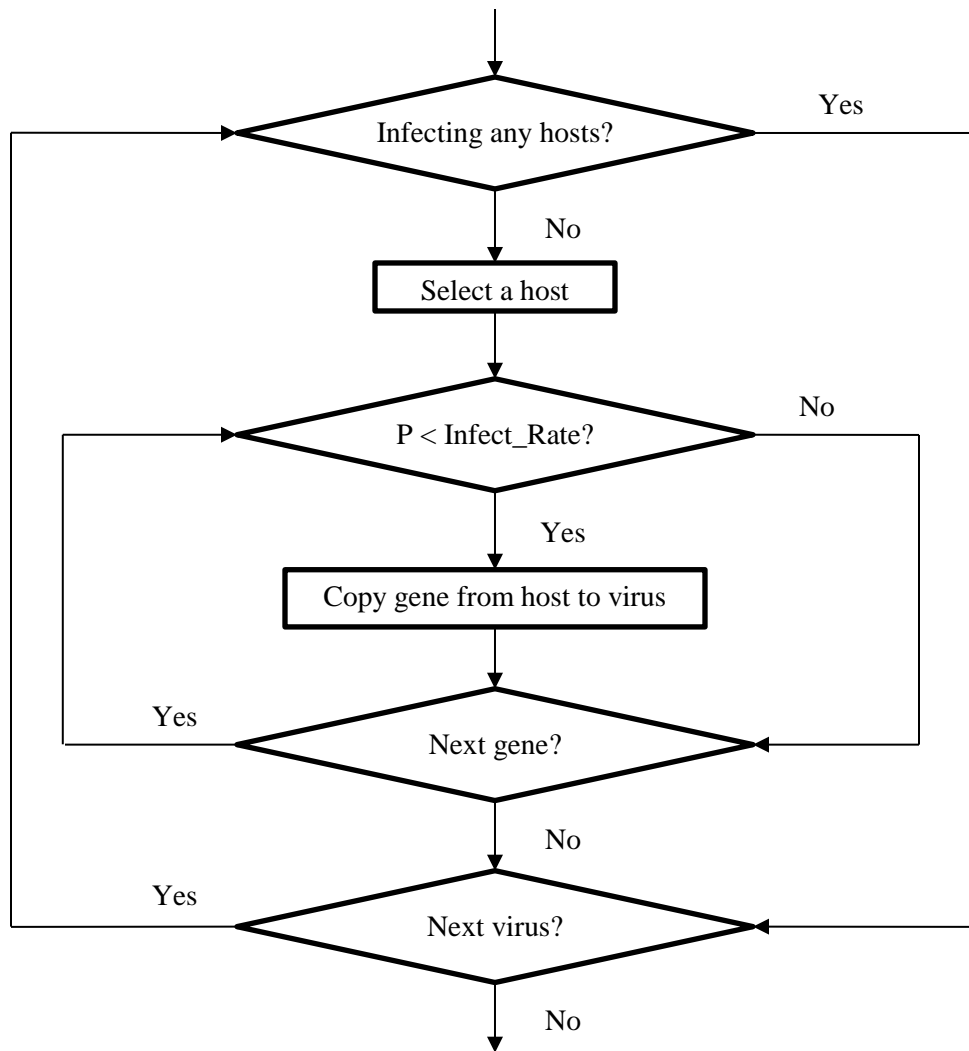 Infecting any hosts?
Yes
No
Select a host
P < Infect_Rate?
No
Yes
Copy gene from host to virus
Yes
Next gene?
No
Yes
Next virus?
No